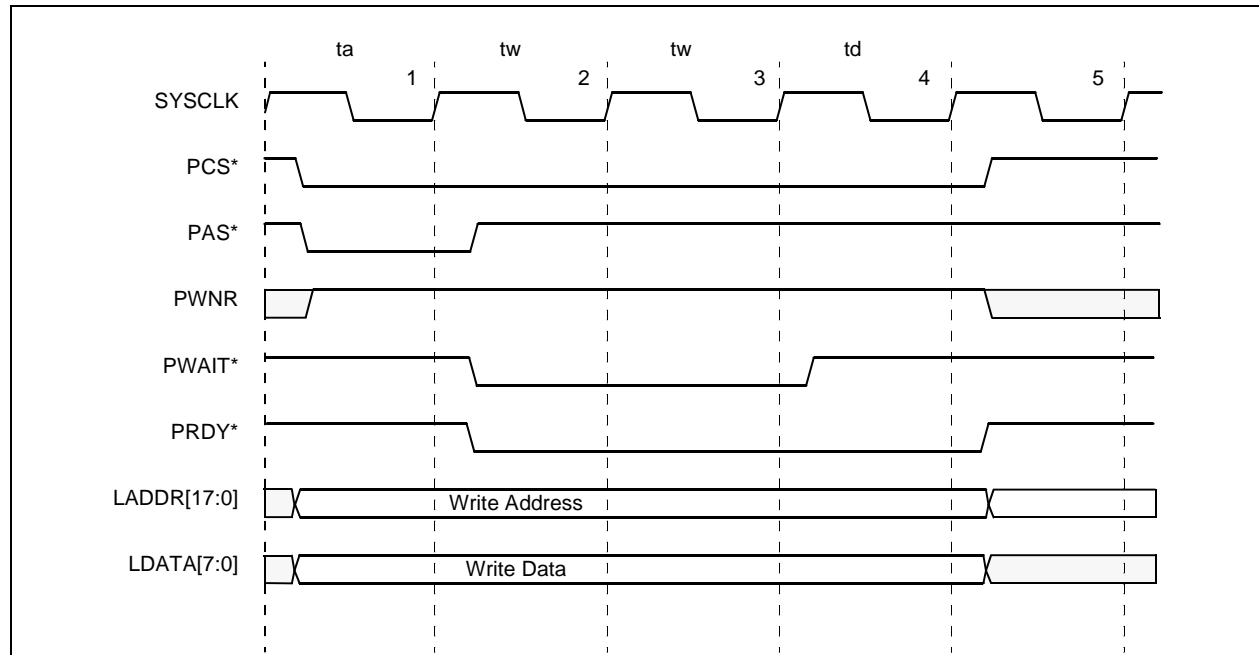 ta tw tw td
1 2 3 4 5
SYSCLK
PCS*
PAS*
PWNR
PWAIT*
PRDY*
LADDR[17:0] Write Address
LDATA[7:0] Write Data